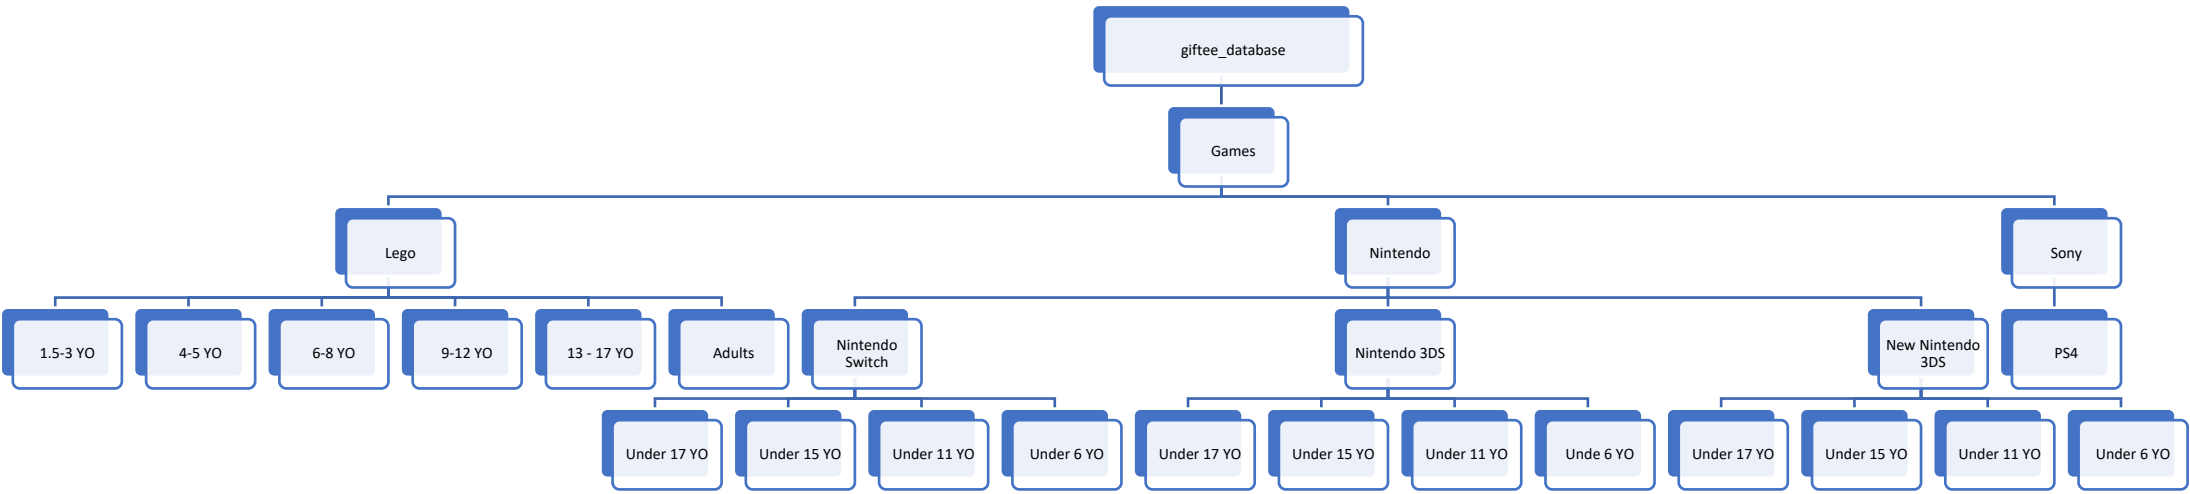 giftee_database
Games
Lego
Nintendo
Sony
1.5-3 YO
4-5 YO
6-8 YO
9-12 YO
13 - 17 YO
Adults
Nintendo
Switch
Nintendo 3DS
New Nintendo
3DS
PS4
Under 17 YO
Under 15 YO
Under 11 YO
Under 6 YO
Under 17 YO
Under 15 YO
Under 11 YO
Unde 6 YO
Under 17 YO
Under 15 YO
Under 11 YO
Under 6 YO